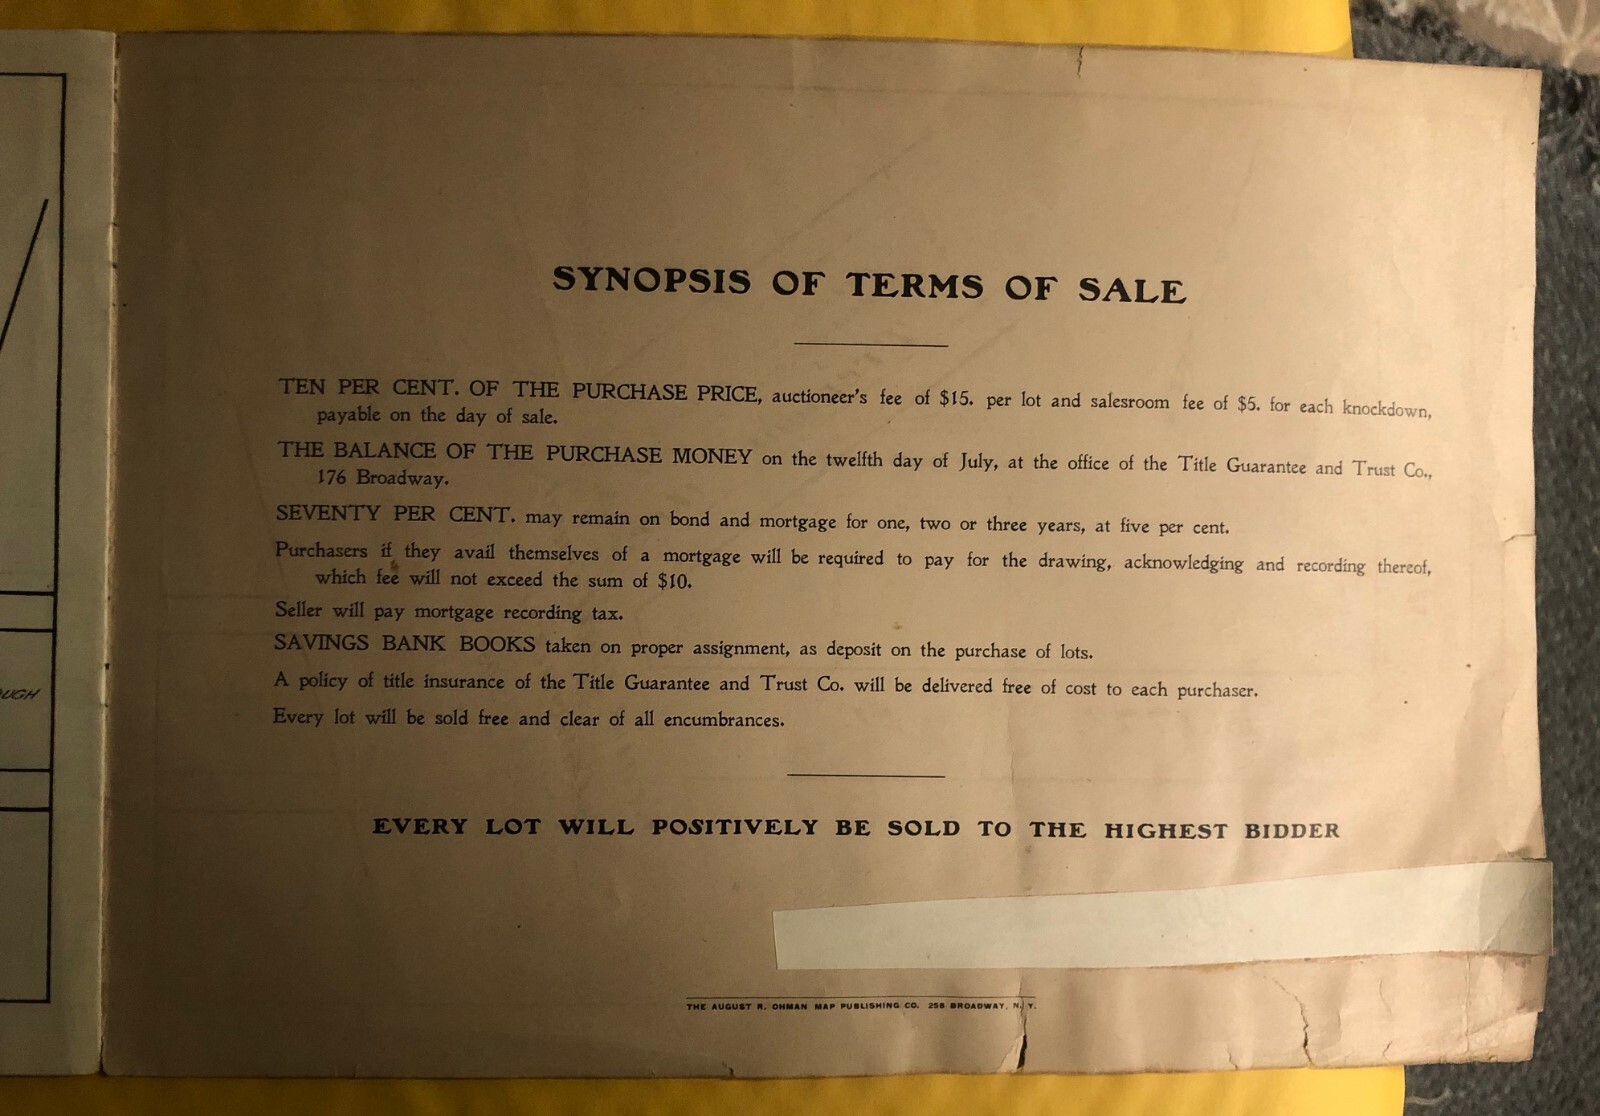 SYNOPSIS OF TERMS OF SALE
TEN PER CENT. OF THE PURCHASE PRICE, auctioneer's fee of $15. per lot and salesroom fee of $5. for each knockdown,
payable on the day of sale.
THE BALANCE OF THE PURCHASE MONEY on the twelfth day of July, at the office of the Title Guarantee and Trust Co.,
176 Broadway.
SEVENTY PER CENT. may remain on bond and mortgage for one, two or three years, at five per cent.
Purchasers if they avail themselves of a mortgage will be required to pay for the drawing, acknowledging and recording thereof,
which fee will not exceed the sum of $10.
Seller will pay mortgage recording tax.
SAVINGS BANK BOOKS taken on proper assignment, as deposit on the purchase of lots.
A policy of title insurance of the Title Guarantee and Trust Co. will be delivered free of cost to each purchaser.
Every lot will be sold free and clear of all encumbrances.
EVERY LOT WILL POSITIVELY BE SOLD TO THE HIGHEST BIDDER
THE AUGUST R. OHMAN MAP PUBLISHING CO. 258 BROADWAY, N. Y.